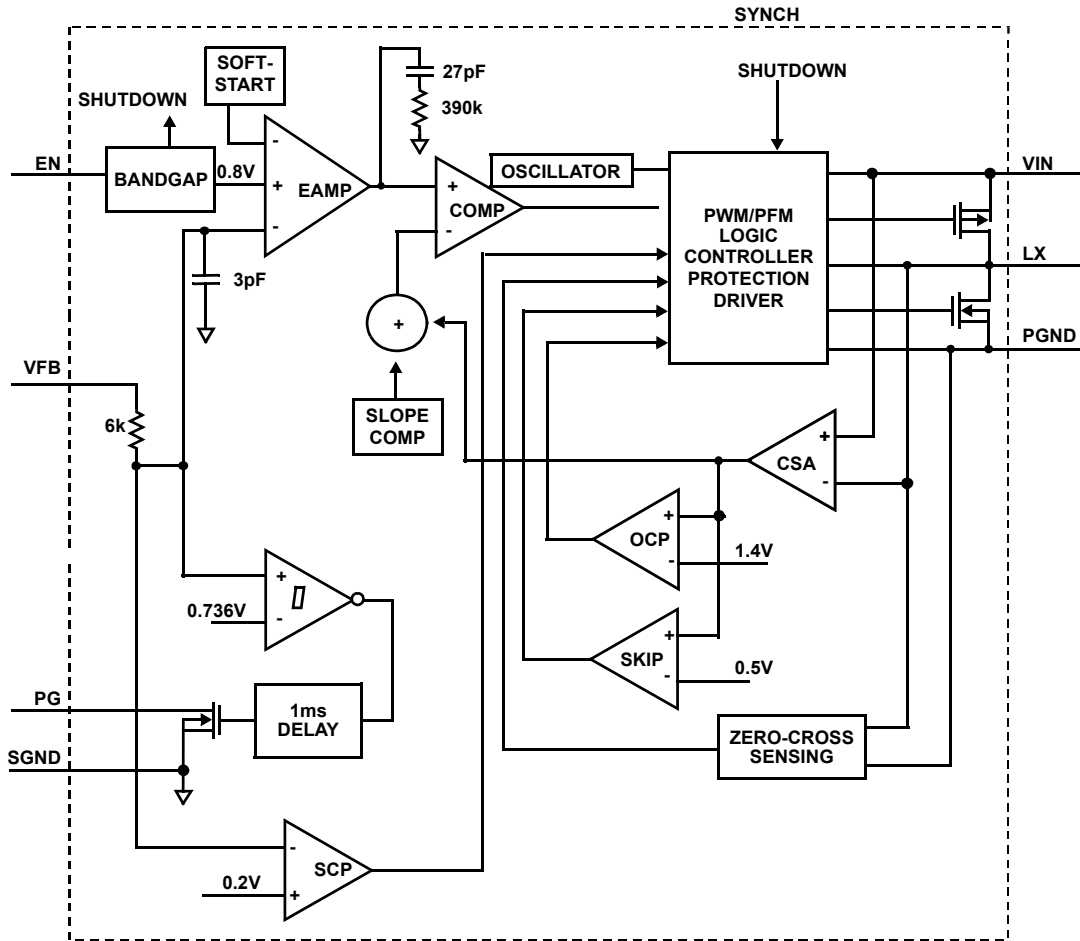 SYNCH
SOFT-
START
27pF
390k
SHUTDOWN
SHUTDOWN
EN
BANDGAP
0.8V
-
+
-
EAMP
+
-
COMP
OSCILLATOR
PWM/PFM
LOGIC
CONTROLLER
PROTECTION
DRIVER
VIN
LX
PGND
3pF
+
VFB
6k
SLOPE
COMP
+
-
CSA
+
-
OCP
1.4V
+
-
0.736V
+
-
SKIP
0.5V
PG
1ms
DELAY
SGND
ZERO-CROSS
SENSING
-
+
SCP
0.2V